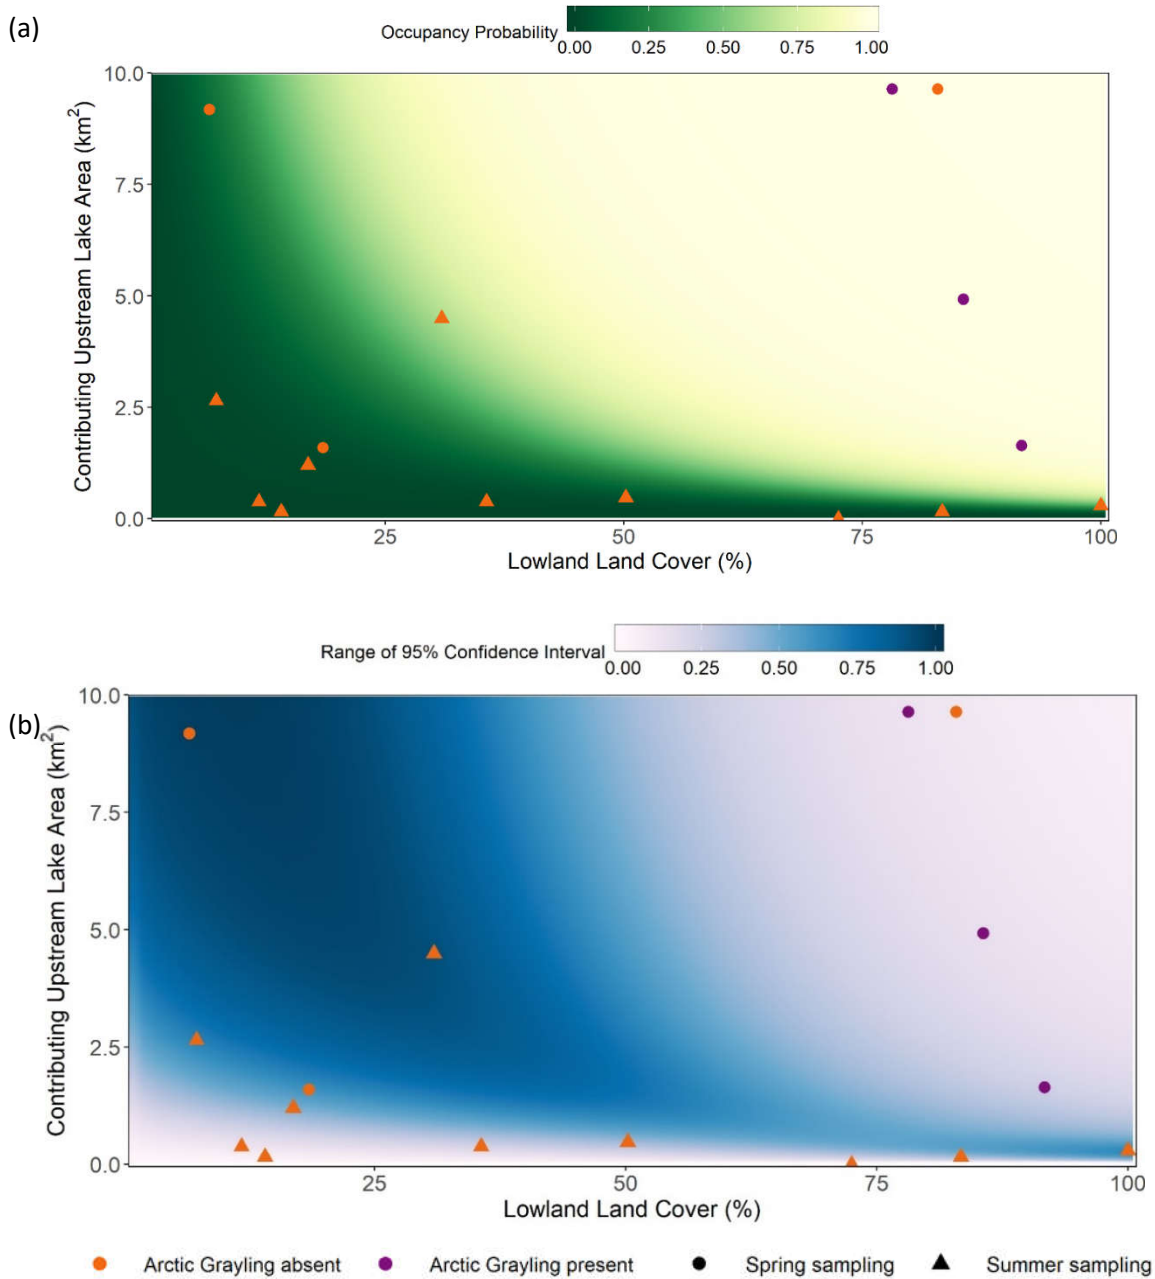 (a)
Occupancy Probability
0.00 0.25 0.50 0.75 1.00
Contributing Upstream Lake Area (km²)
10.0
7.5
5.0
2.5
0.0
25 50 75 100
Lowland Land Cover (%)
Range of 95% Confidence Interval
0.00 0.25 0.50 0.75 1.00
(b)
Contributing Upstream Lake Area (km²)
10.0
7.5
5.0
2.5
0.0
25 50 75 100
Lowland Land Cover (%)
Arctic Grayling absent Arctic Grayling present Spring sampling Summer sampling